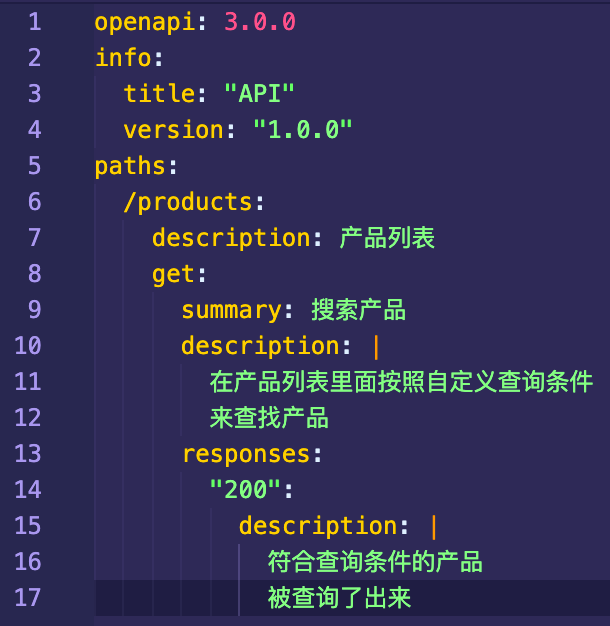 1 openapi: 3.0.0
2 info:
3   title: "API"
4   version: "1.0.0"
5 paths:
6   /products:
7     description: 产品列表
8     get:
9       summary: 搜索产品
10       description: |
11         在产品列表里面按照自定义查询条件
12         来查找产品
13       responses:
14         "200":
15           description: |
16             符合查询条件的产品
17             被查询了出来